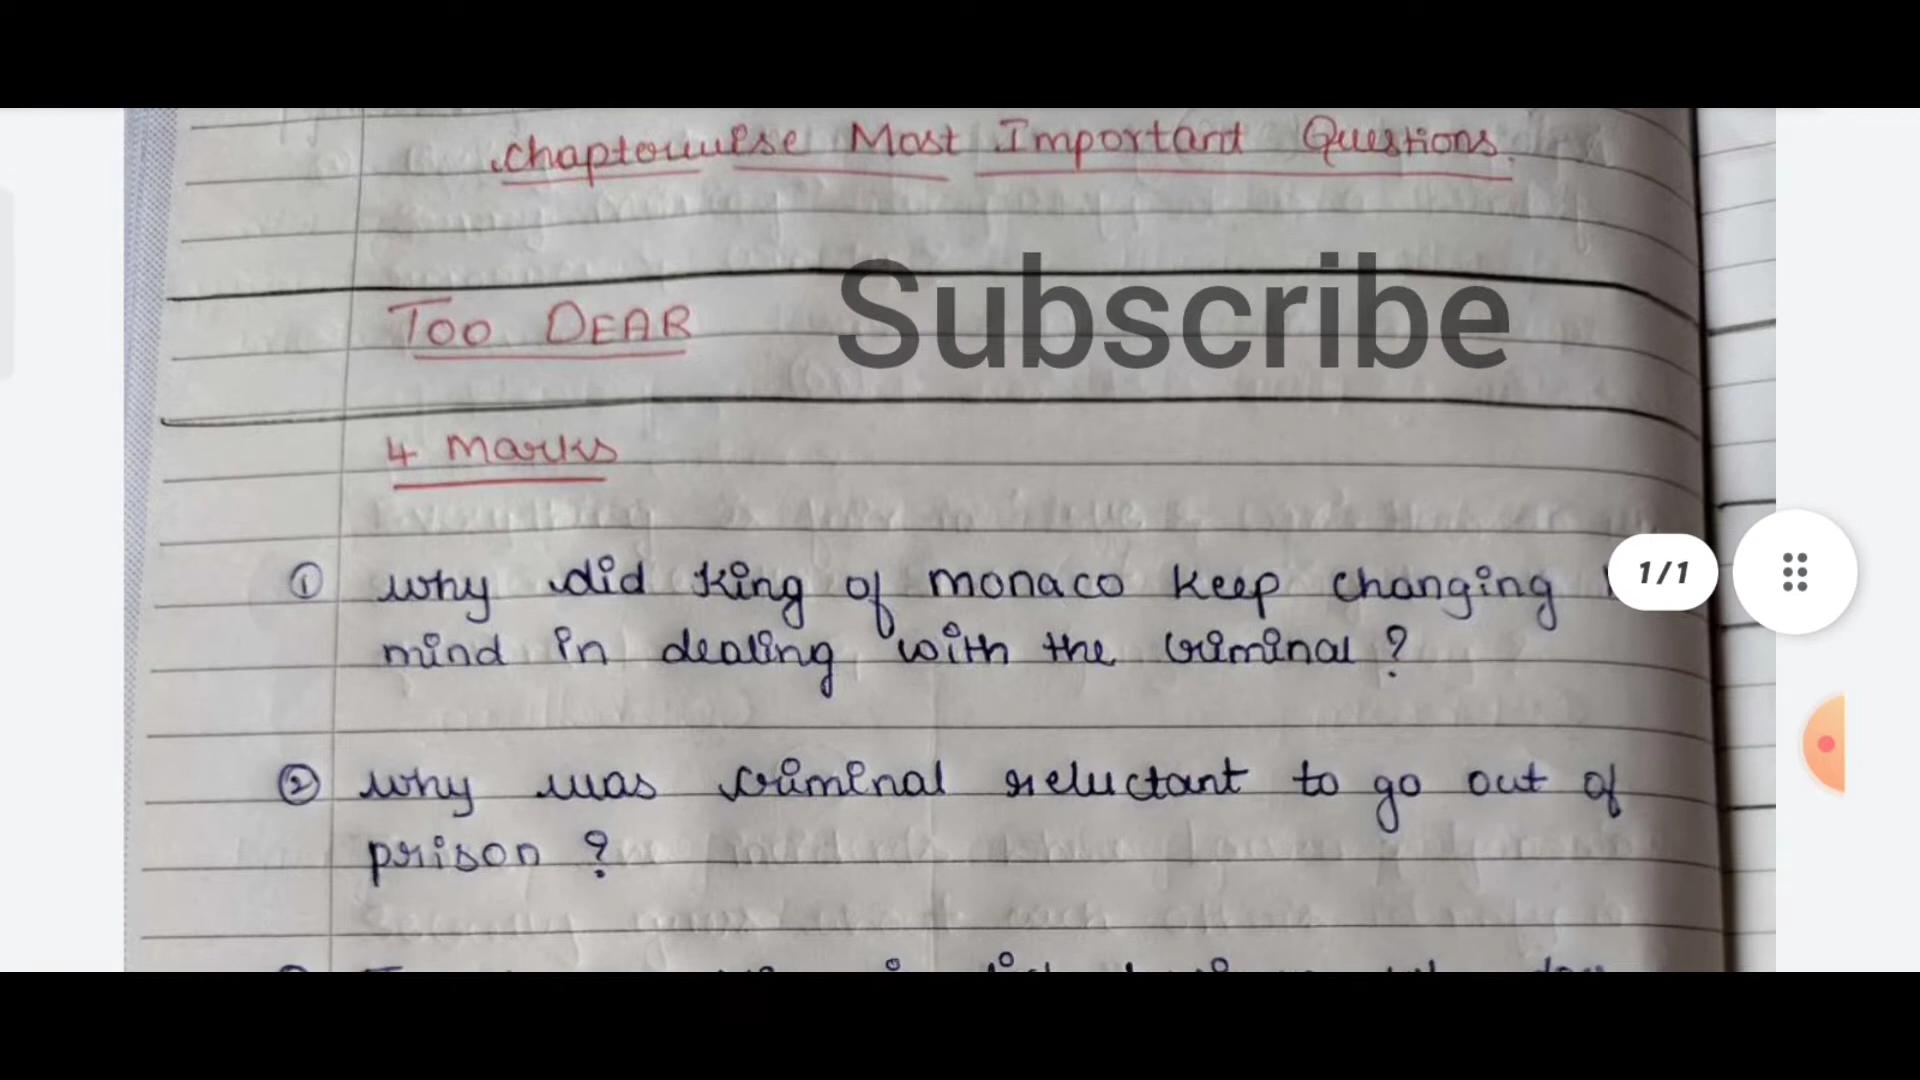 Chapterwise Most Important Questions.
Subscribe
TOO DEAR
4 Marks
① why did king of monaco keep changing
1/1
mind in dealing with the criminal ?
② why was criminal reluctant to go out of
prison ?